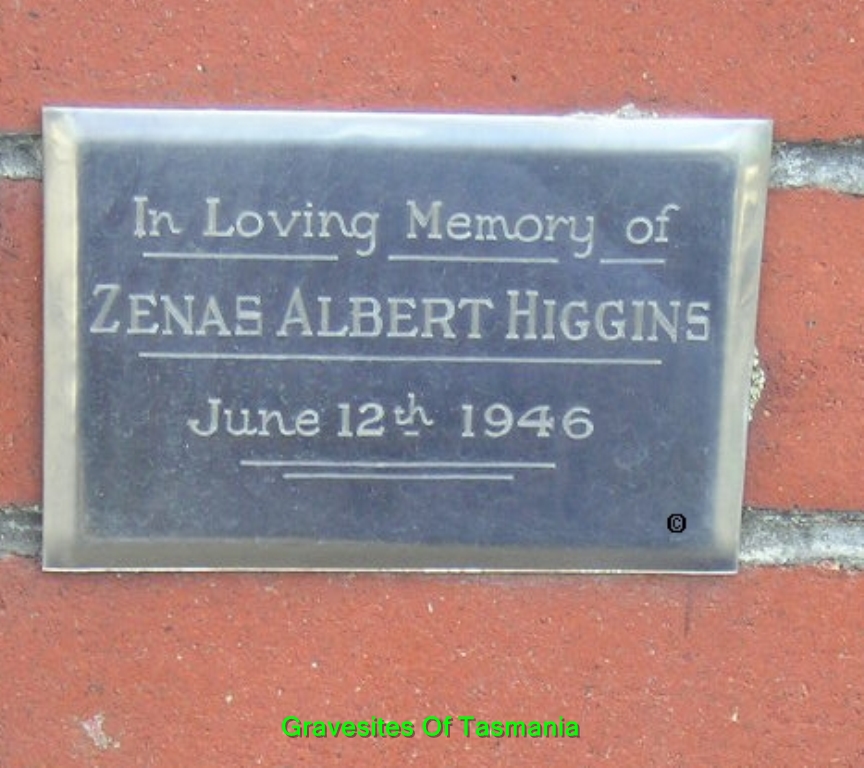 In Loving Memory of
ZENAS ALBERT HIGGINS
June 12th 1946
©
Gravesites Of Tasmania